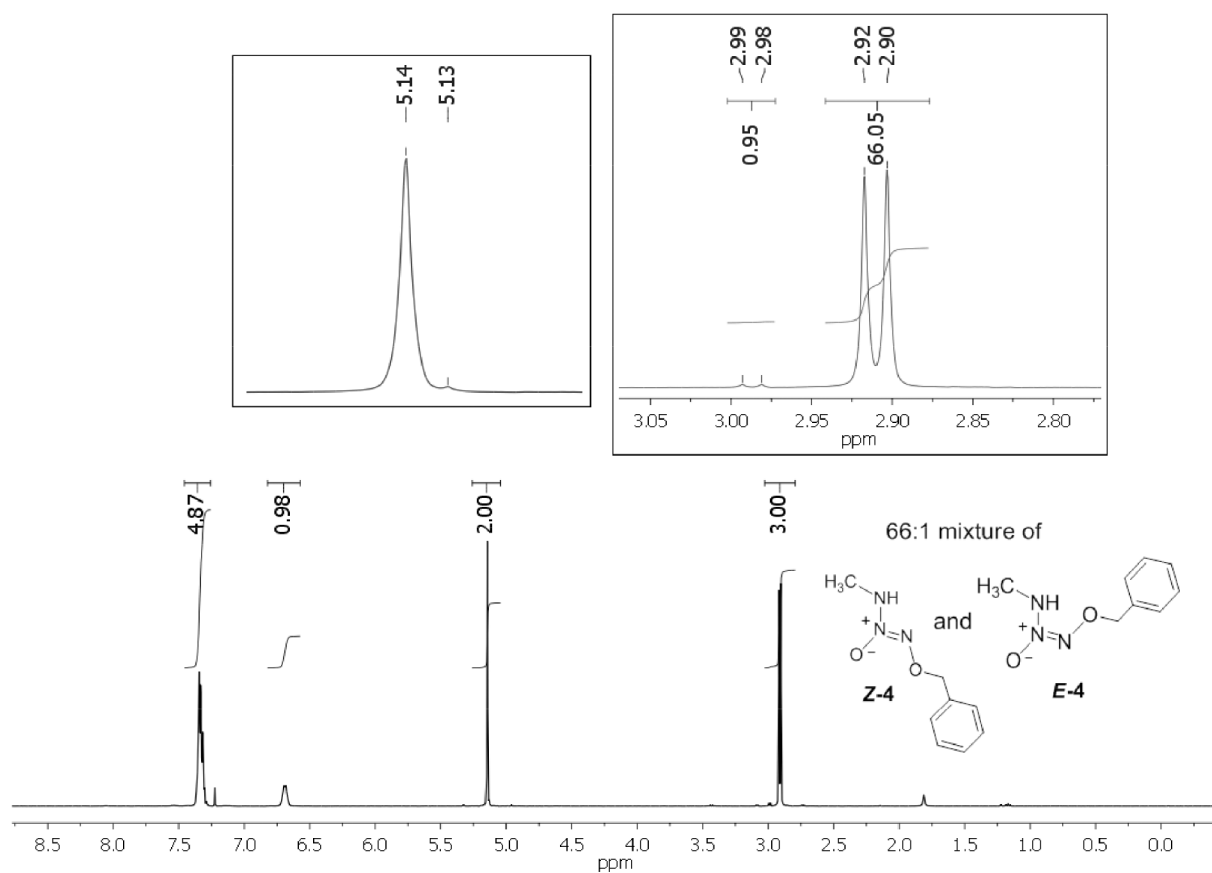 5.14
5.13
2.99
2.98
2.92
2.90
0.95
66.05
3.05 3.00 2.95 2.90 2.85 2.80
ppm
4.87
0.98
2.00
3.00
66:1 mixture of
H₃C
NH
N
+
N
O⁻
O
Z-4
and
H₃C
NH
N
+
N
O⁻
O
E-4
8.5 8.0 7.5 7.0 6.5 6.0 5.5 5.0 4.5 4.0 3.5 3.0 2.5 2.0 1.5 1.0 0.5 0.0
ppm